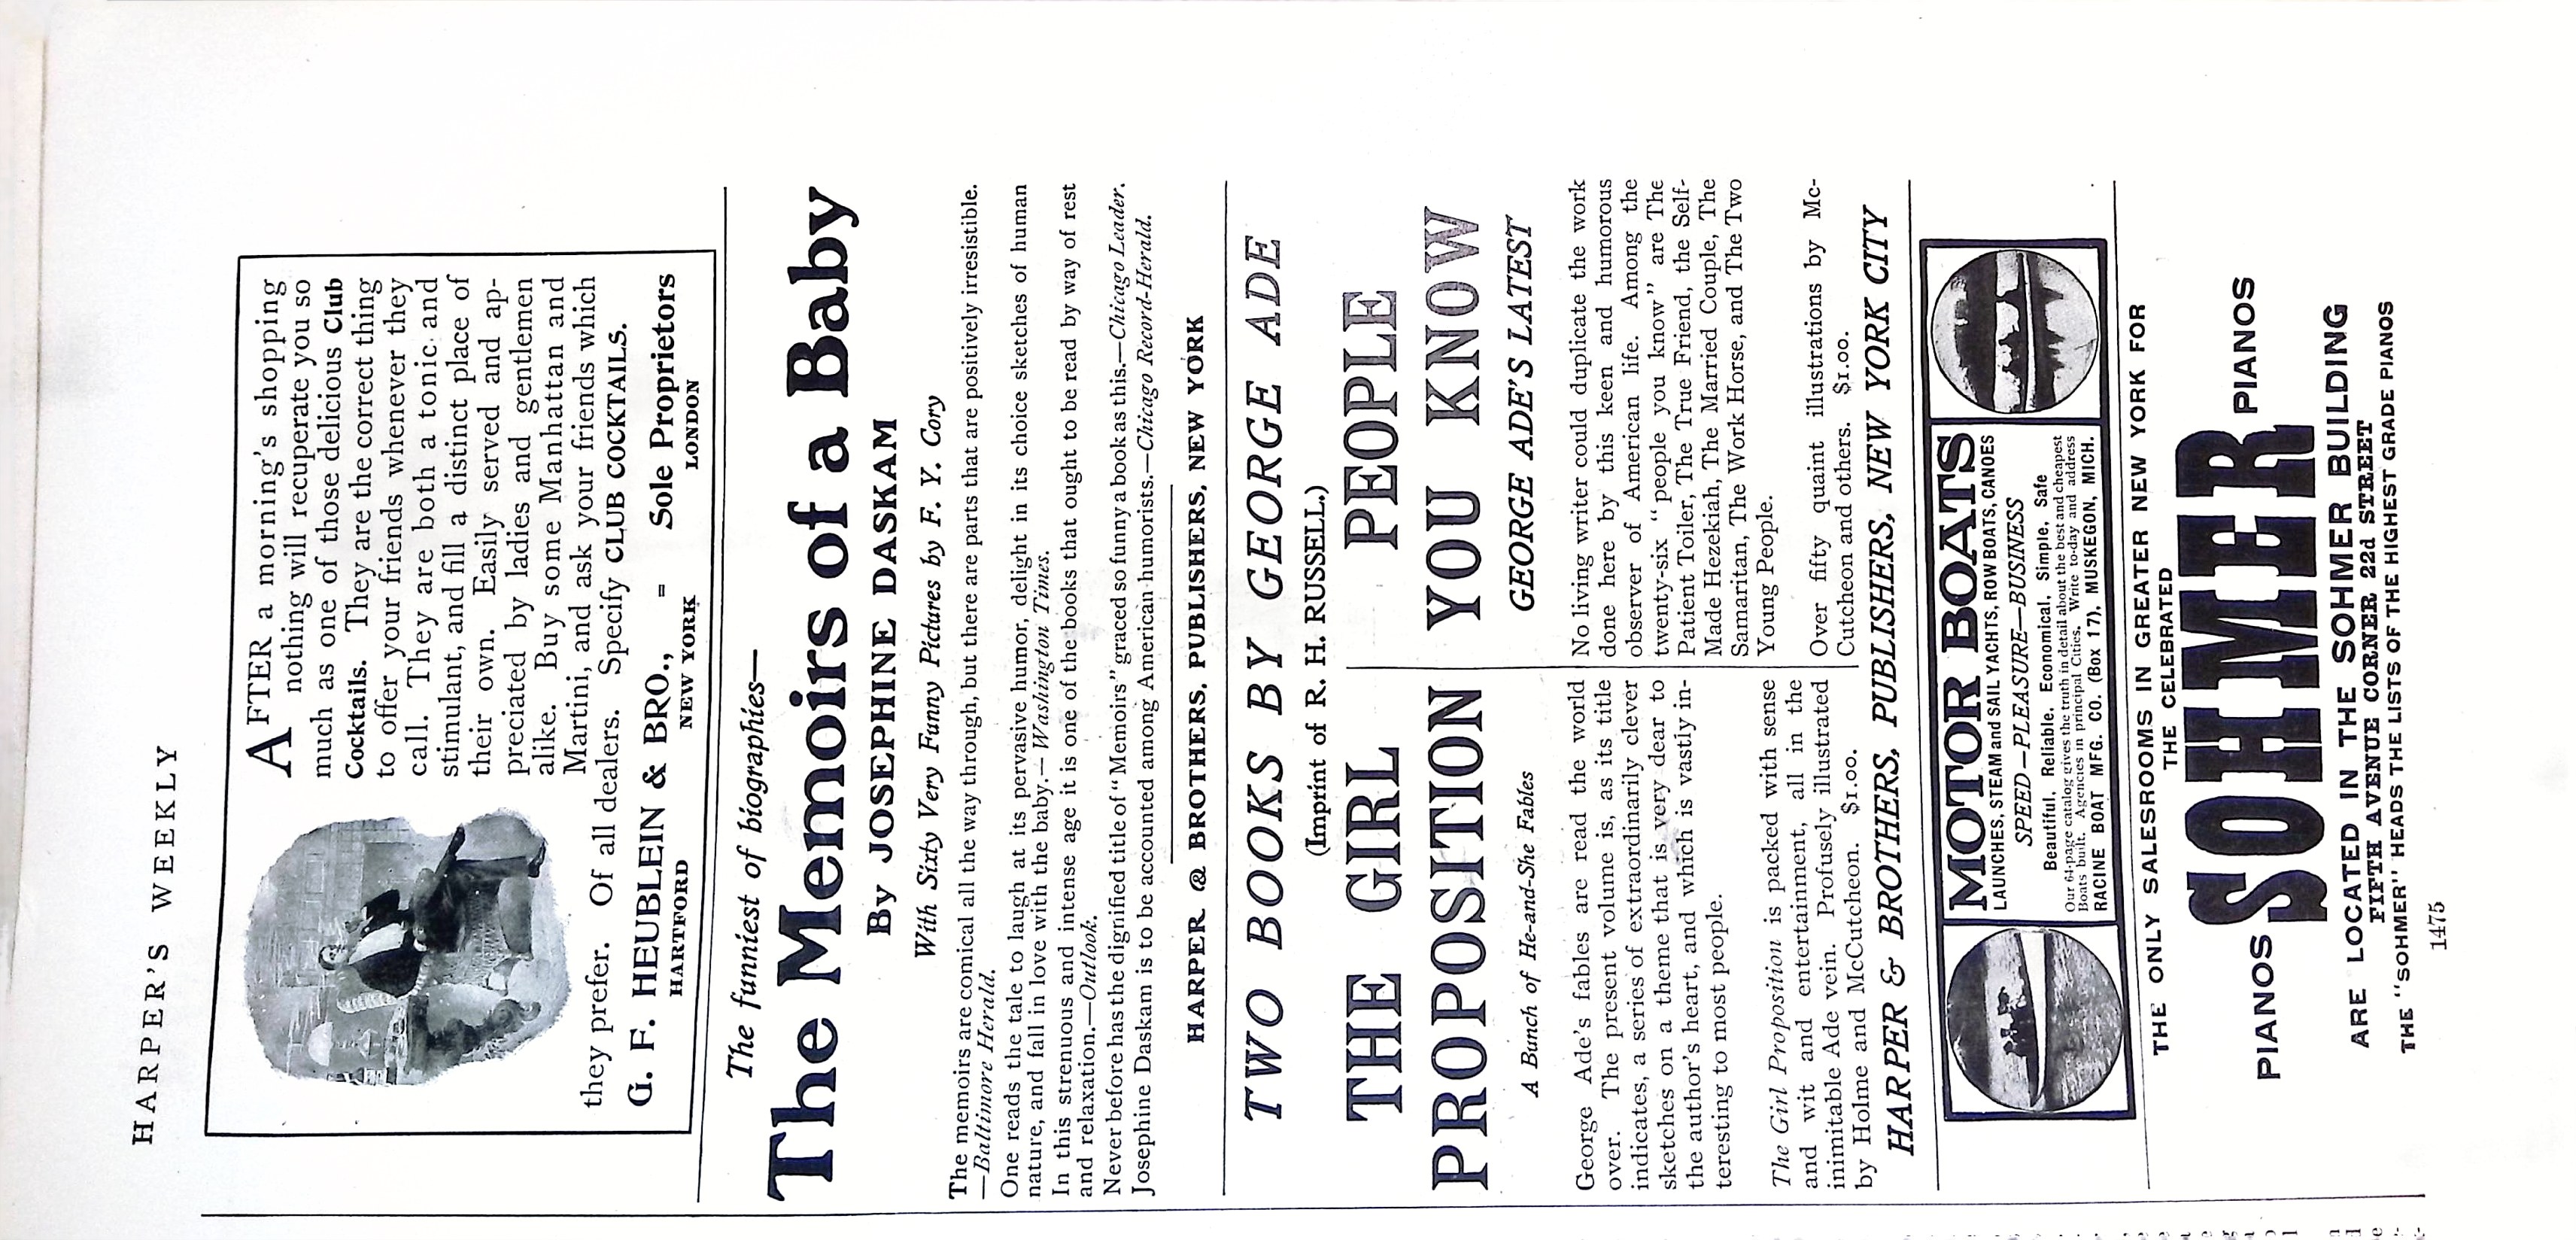 HARPER'S WEEKLY
AFTER a morning's shopping
nothing will recuperate you so
much as one of those delicious Club
Cocktails. They are the correct thing
to offer your friends whenever they
call. They are both a tonic and
stimulant, and fill a distinct place of
their own. Easily served and ap-
preciated by ladies and gentlemen
alike. Buy some Manhattan and
Martini, and ask your friends which
they prefer. Of all dealers. Specify CLUB COCKTAILS.
G. F. HEUBLEIN & BRO., = Sole Proprietors
HARTFORD NEW YORK LONDON
The funniest of biographies—
The Memoirs of a Baby
By JOSEPHINE DASKAM
With Sixty Very Funny Pictures by F. Y. Cory
The memoirs are comical all the way through, but there are parts that are positively irresistible.
—Baltimore Herald.
One reads the tale to laugh at its pervasive humor, delight in its choice sketches of human
nature, and fall in love with the baby.—Washington Times.
In this strenuous and intense age it is one of the books that ought to be read by way of rest
and relaxation.—Outlook.
Never before has the dignified title of "Memoirs" graced so funny a book as this.—Chicago Leader.
Josephine Daskam is to be accounted among American humorists.—Chicago Record-Herald.
HARPER @ BROTHERS, PUBLISHERS, NEW YORK
TWO BOOKS BY GEORGE ADE
(Imprint of R. H. RUSSELL.)
THE GIRL
PROPOSITION
A Bunch of He-and-She Fables
George Ade's fables are read the world
over. The present volume is, as its title
indicates, a series of extraordinarily clever
sketches on a theme that is very dear to
the author's heart, and which is vastly in-
teresting to most people.
The Girl Proposition is packed with sense
and wit and entertainment, all in the
inimitable Ade vein. Profusely illustrated
by Home and McCutcheon. $1.00.
PEOPLE
YOU KNOW
GEORGE ADE'S LATEST
No living writer could duplicate the work
done here by this keen and humorous
observer of American life. Among the
twenty-six "people you know" are The
Patient Toiler, The True Friend, the Self-
Made Hezekiah, The Married Couple, The
Samaritan, The Work Horse, and The Two
Young People.
Over fifty quaint illustrations by Mc-
Cutcheon and others. $1.00.
HARPER & BROTHERS, PUBLISHERS, NEW YORK CITY
MOTOR BOATS
LAUNCHES, STEAM and SAIL YACHTS, ROW BOATS, CANOES
SPEED—PLEASURE—BUSINESS
Beautiful, Reliable, Economical, Simple, Safe
Our 64-page catalog gives the truth in detail about the best and cheapest
Boats built. Agencies in principal Cities. Write to-day and address
RACINE BOAT MFG. CO. (Box 17), MUSKEGON, MICH.
THE ONLY SALESROOMS IN GREATER NEW YORK FOR
THE CELEBRATED
PIANOS SOHMER PIANOS
ARE LOCATED IN THE SOHMER BUILDING
FIFTH AVENUE CORNER 22d STREET
THE "SOHMER" HEADS THE LISTS OF THE HIGHEST GRADE PIANOS
1475